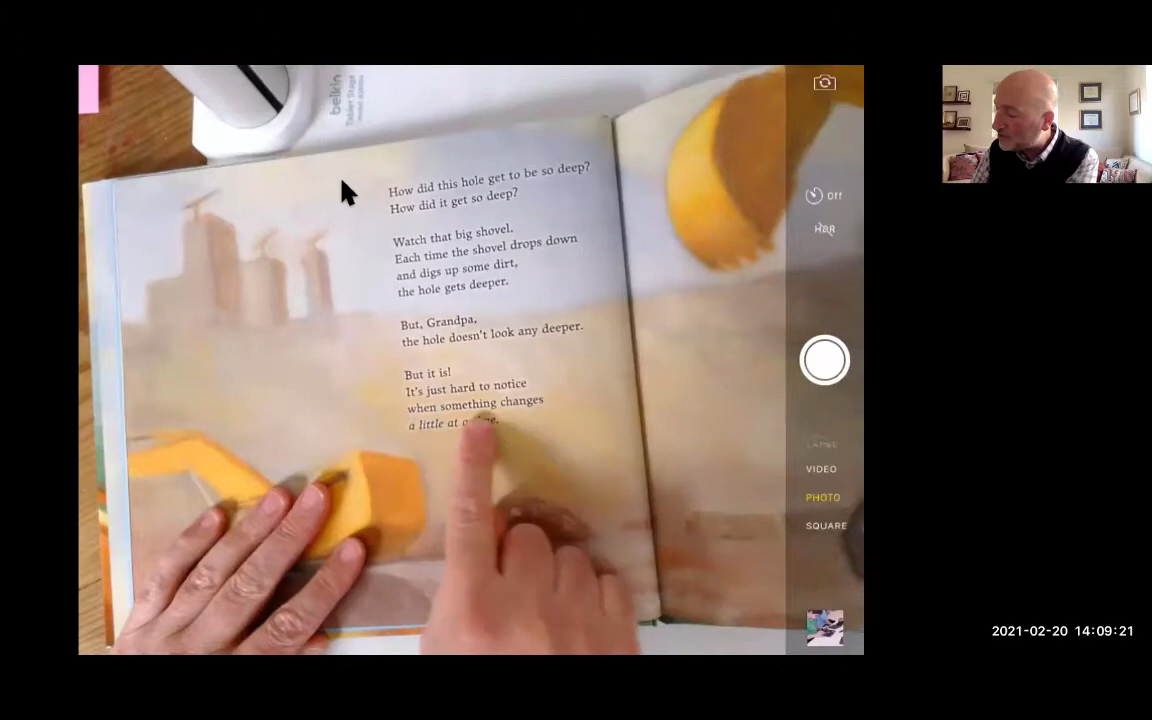 belkin
Tablet Stage
How did this hole get to be so deep?
How did it get so deep?
Watch that big shovel.
Each time the shovel drops down
and digs up some dirt,
the hole gets deeper.
But, Grandpa,
the hole doesn't look any deeper.
But it is!
It's just hard to notice
when something changes
a little at
Off
HDR
VIDEO
PHOTO
SQUARE
2021-02-20 14:09:21